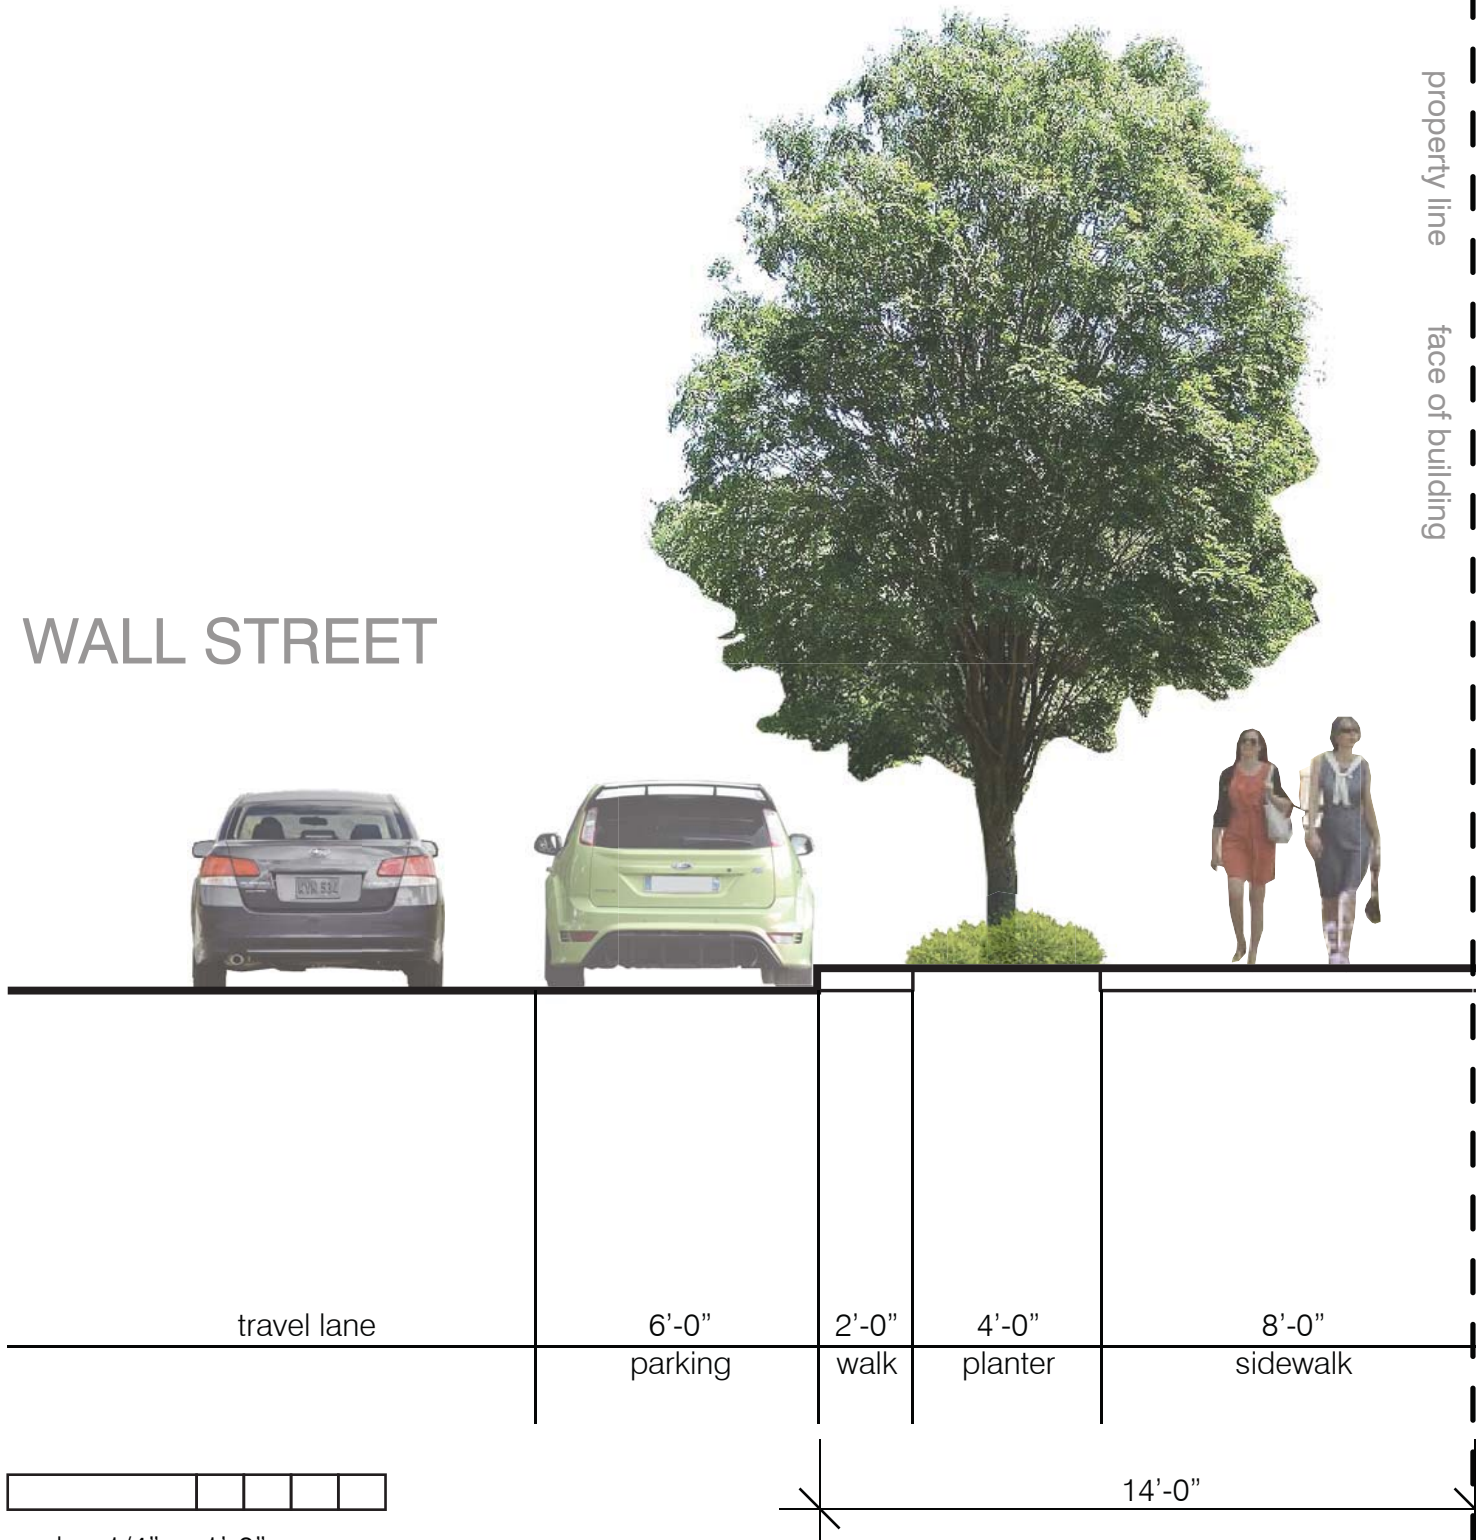 property line
face of building
WALL STREET
travel lane
6’-0”
parking
2’-0”
walk
4’-0”
planter
8’-0”
sidewalk
14’-0”